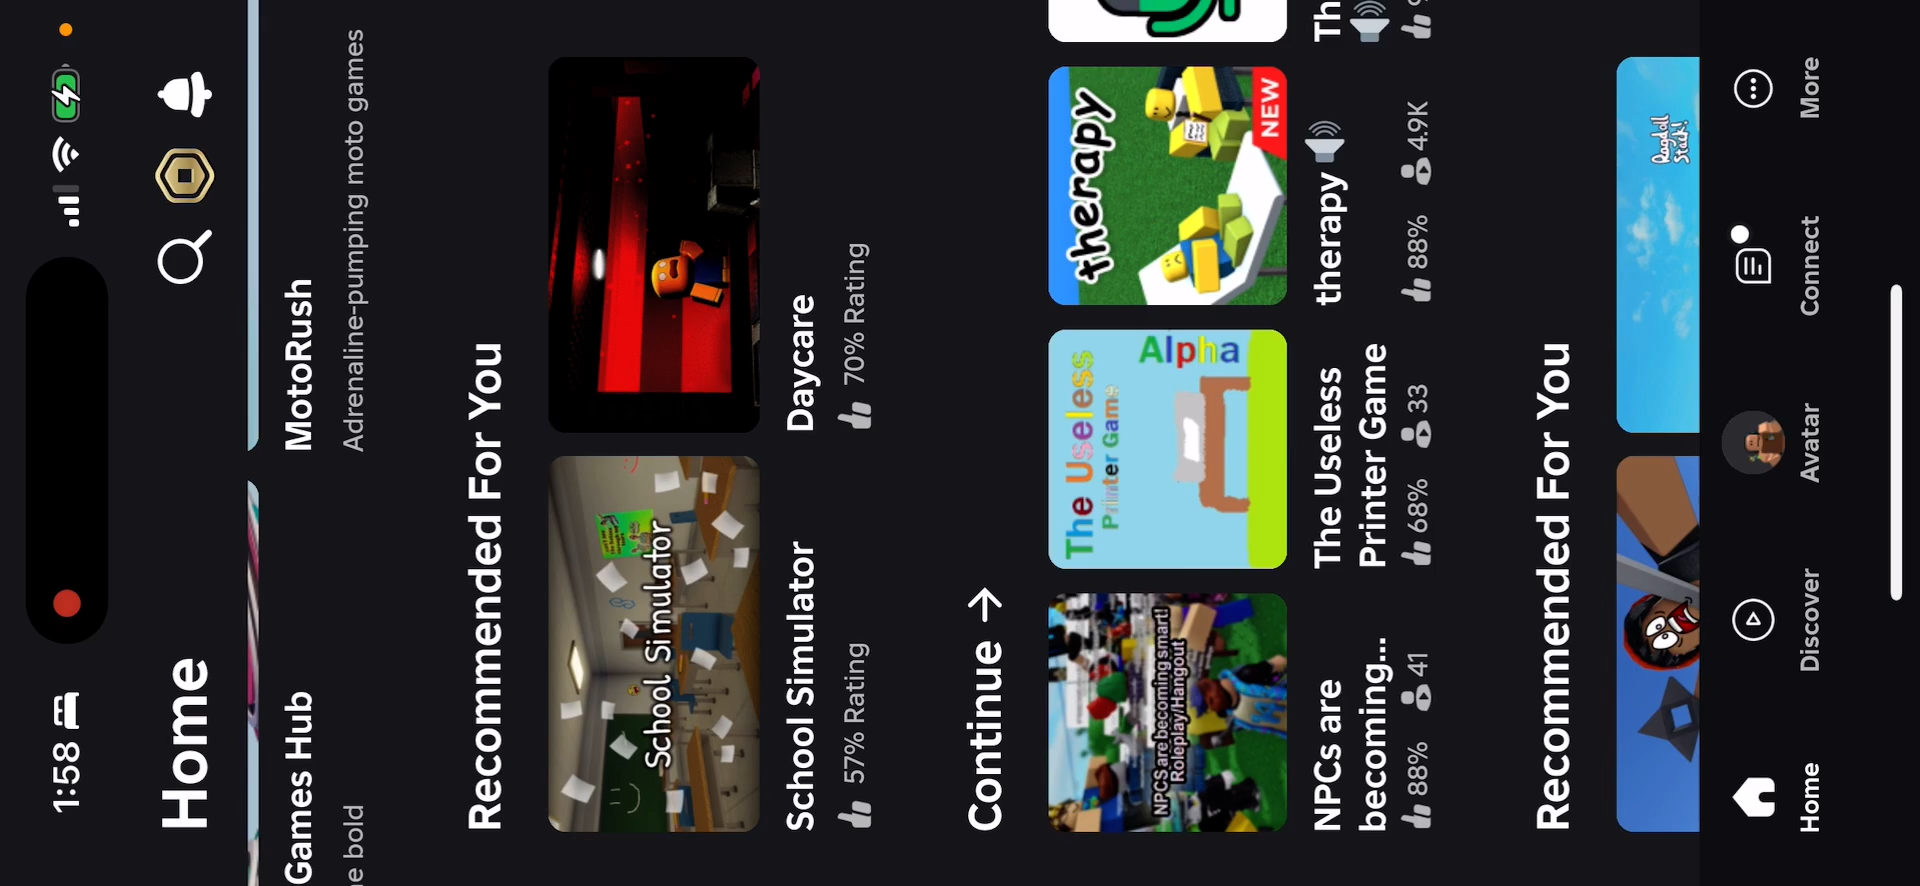 1:58
Home
Games Hub
e bold
MotoRush
Adrenaline-pumping moto games
Recommended For You
School Simulator
School Simulator
57% Rating
Daycare
70% Rating
Continue →
NPCS are becoming smart!
Roleplay/Hangout
NPCs are
becoming...
88% 41
The Useless
Printer Game
Alpha
The Useless
Printer Game
68% 33
therapy
NEW
therapy
88% 4.9K
Th
Recommended For You
Ragdoll
Stuck!
Home
Discover
Avatar
Connect
More